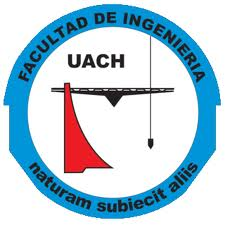 FACULTAD DE INGENIERIA
UACH
naturam subiecit aliis